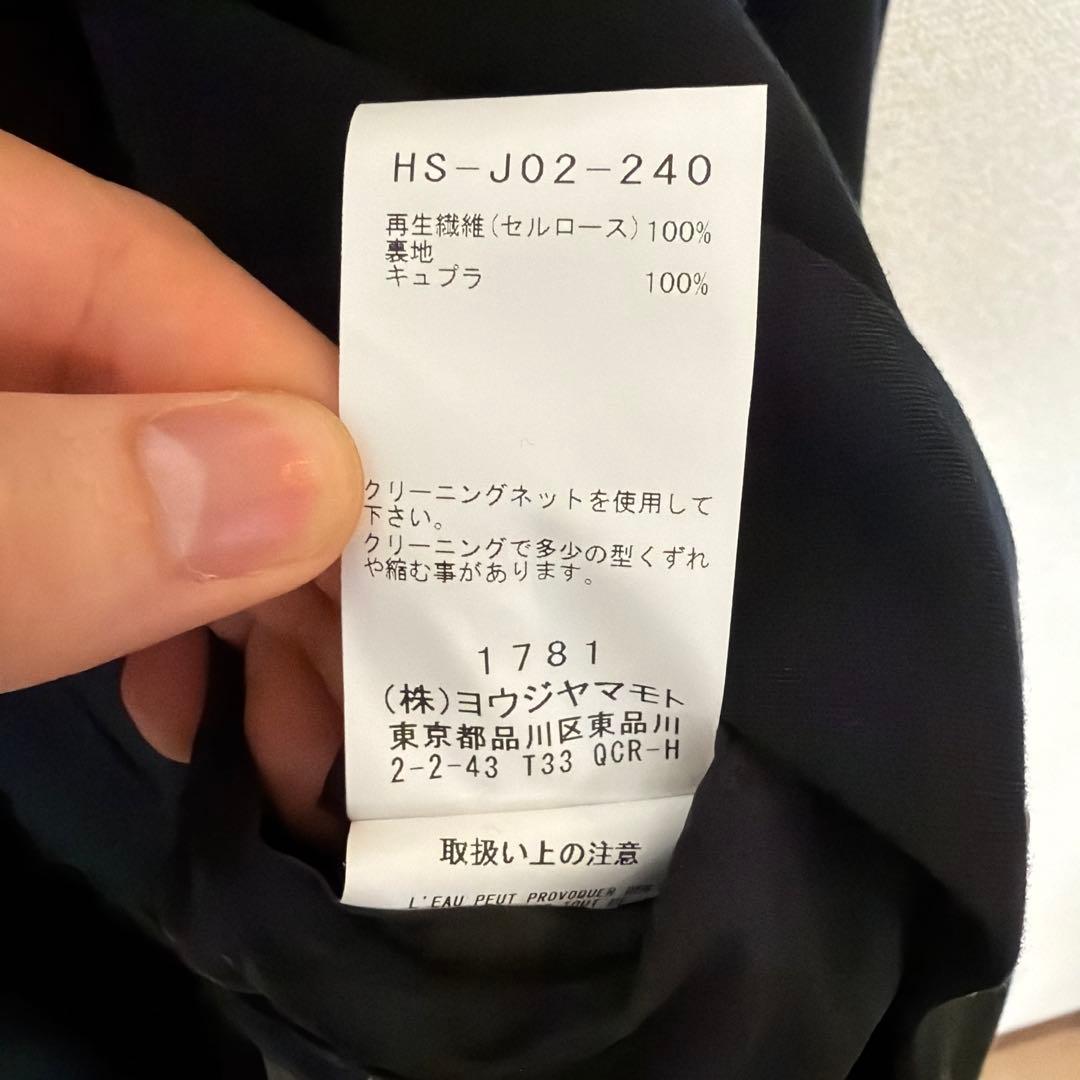 HS-J02-240
再生繊維(セルロース)100%
裏地
キュプラ 100%
クリーニングネットを使用して
下さい。
クリーニングで多少の型くずれ
や縮む事があります。
1781
(株)ヨウジヤマモト
東京都品川区東品川
2-2-43 T33 QCR-H
取扱い上の注意
L'EAU PEUT PROVOQUER
TOUT